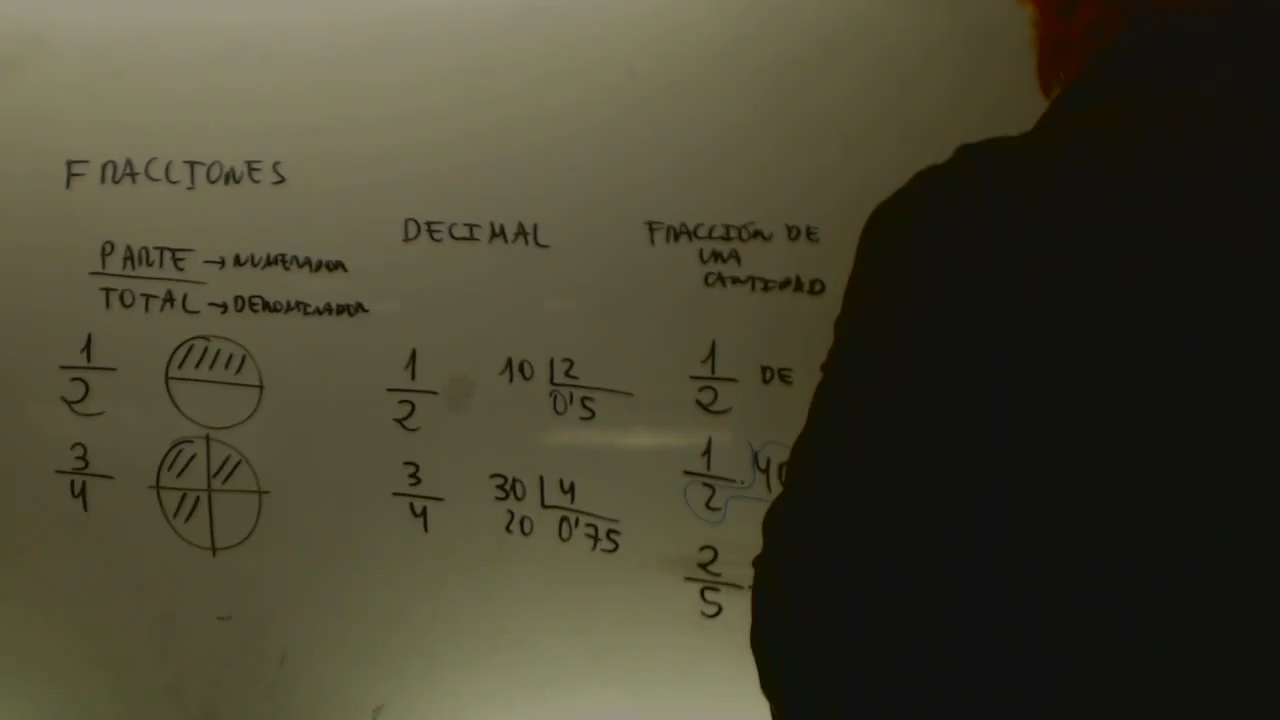 FRACCIONES
PARTE → NUMERADOR
TOTAL → DENOMINADOR
1
2
3
4
DECIMAL
1
2
10 2
0'5
3
4
30 4
20 0'75
FRACCIÓN DE
UNA
CANTIDAD
1
2 DE
1
2 ·
2
5 ·